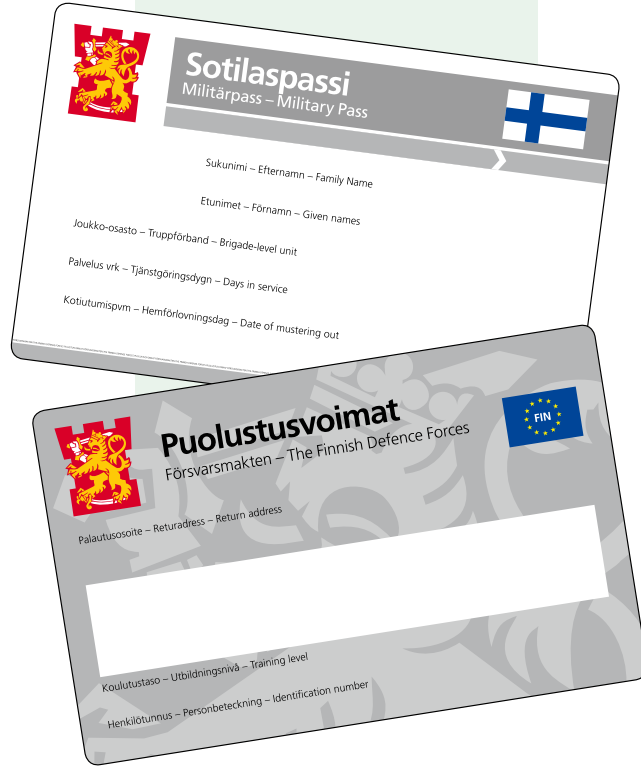 Sotilaspassi
Militärpass – Military Pass
Sukunimi – Efternamn – Family Name
Etunimet – Förnamn – Given names
Joukko-osasto – Truppförband – Brigade-level unit
Palvelus vrk – Tjänstgöringsdygn – Days in service
Kotiutumispvm – Hemförlovningsdag – Date of mustering out
Puolustusvoimat
Försvarsmakten – The Finnish Defence Forces
FIN
Palautusosoite – Returadress – Return address
Koulutustaso – Utbildningsnivå – Training level
Henkilötunnus – Personbeteckning – Identification number